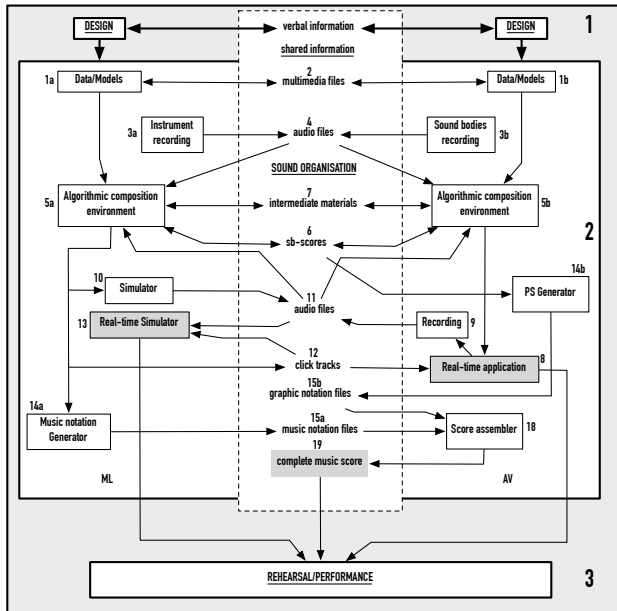 DESIGN
verbal information
DESIGN
1
shared information
1a
Data/Models
2
multimedia files
Data/Models
1b
4
3a
Instrument
recording
audio files
Sound bodies
recording
3b
SOUND ORGANISATION
5a
Algorithmic composition
environment
7
intermediate materials
Algorithmic composition
environment
5b
6
sb-scores
2
10
Simulator
11
audio files
14b
PS Generator
13
Real-time Simulator
Recording
9
12
click tracks
Real-time application
8
15b
graphic notation files
14a
Music notation
Generator
15a
music notation files
Score assembler
18
19
complete music score
ML
AV
REHEARSAL/PERFORMANCE
3